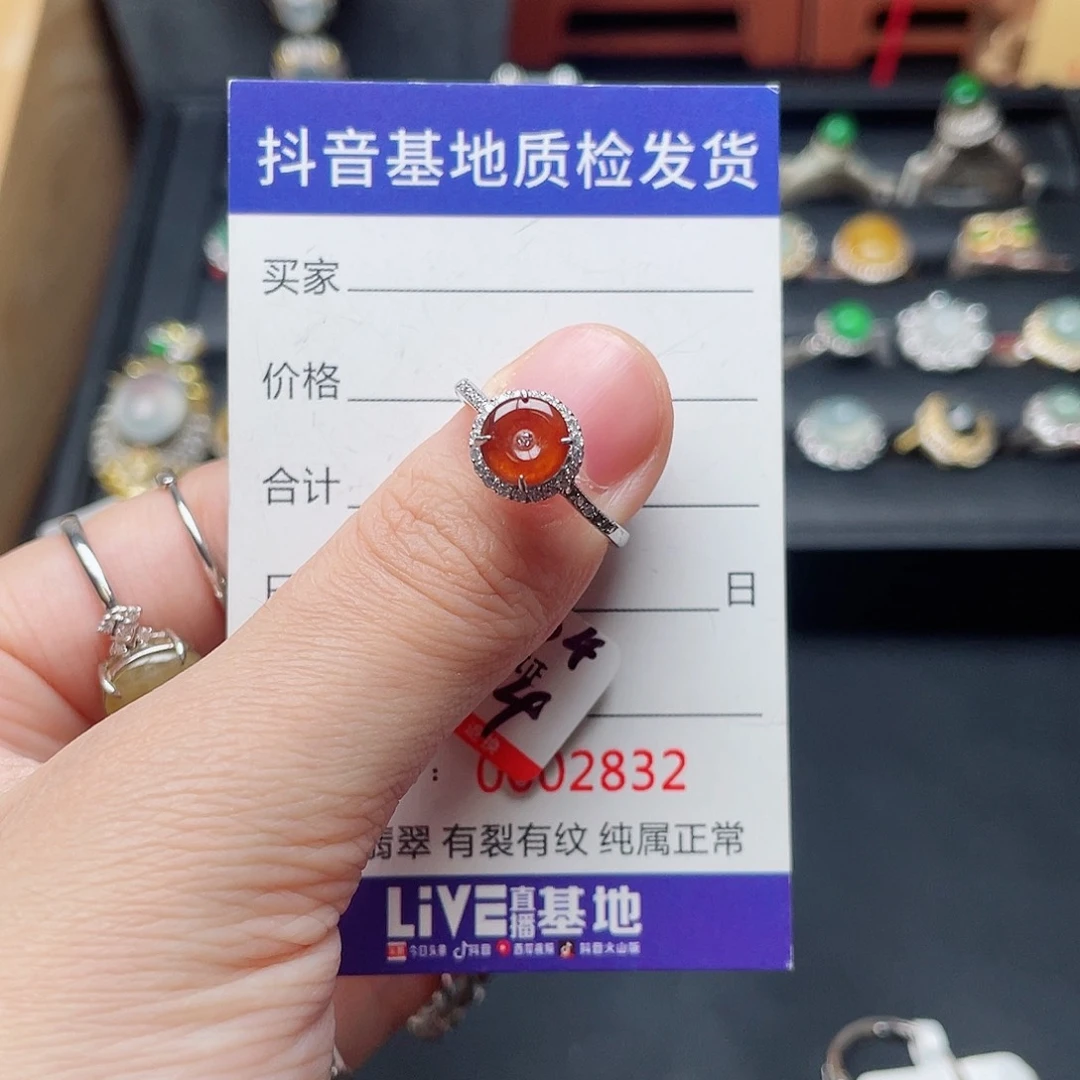 抖音基地质检发货
买家
价格
合计
日
证
4
: 0002832
翡翠 有裂有纹 纯属正常
LiVE直播基地
今日头条 抖音 西瓜视频 抖音火山版